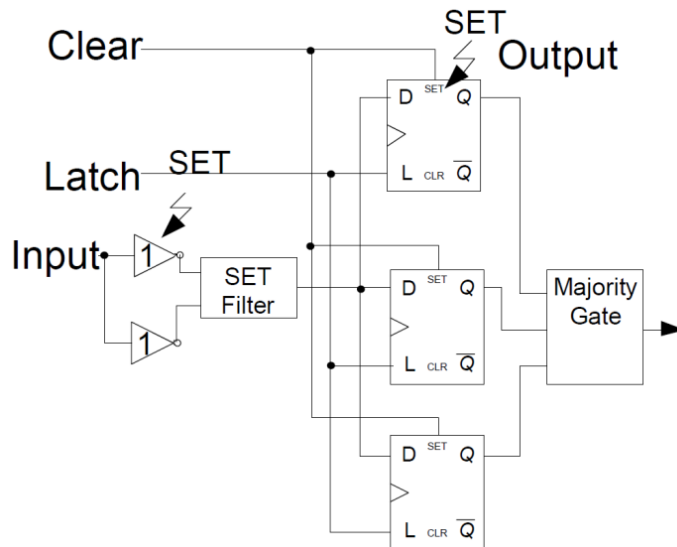 SET
Clear
Output
D SET Q
Latch
SET
L CLR Q
Input
1
SET
Filter
1
D SET Q
L CLR Q
Majority
Gate
D SET Q
L CLR Q